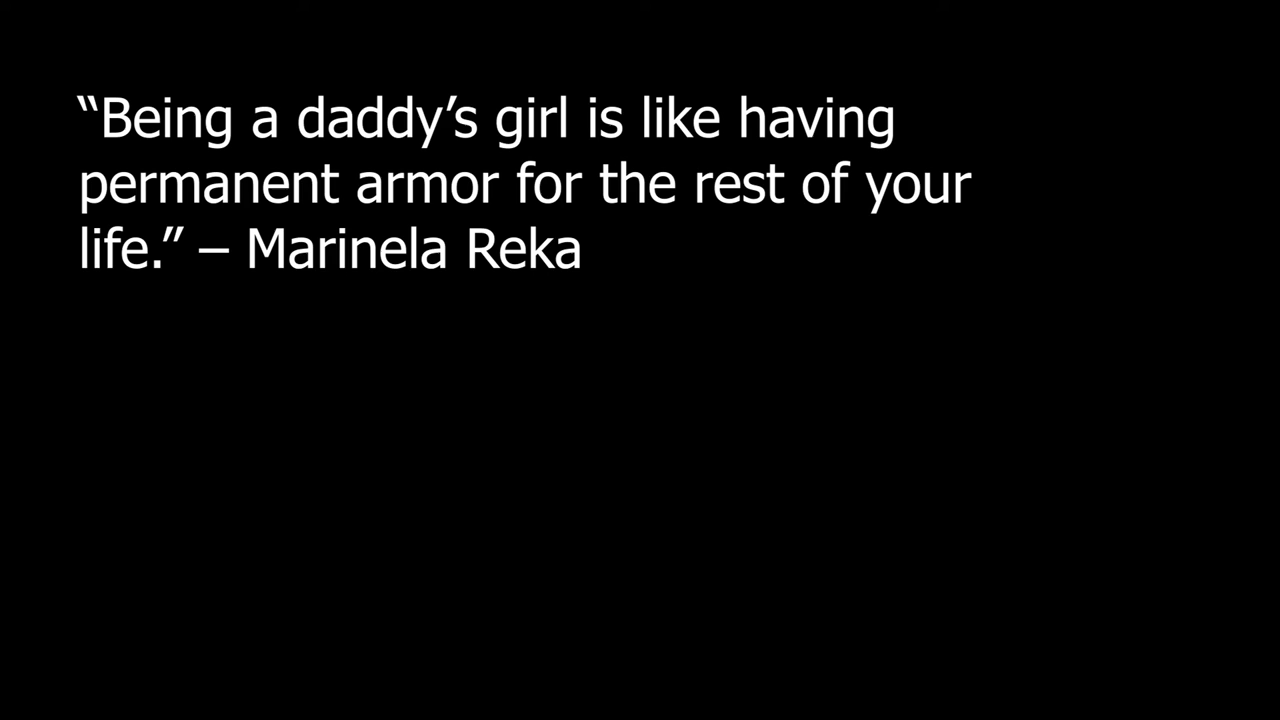 “Being a daddy’s girl is like having
permanent armor for the rest of your
life.” – Marinela Reka